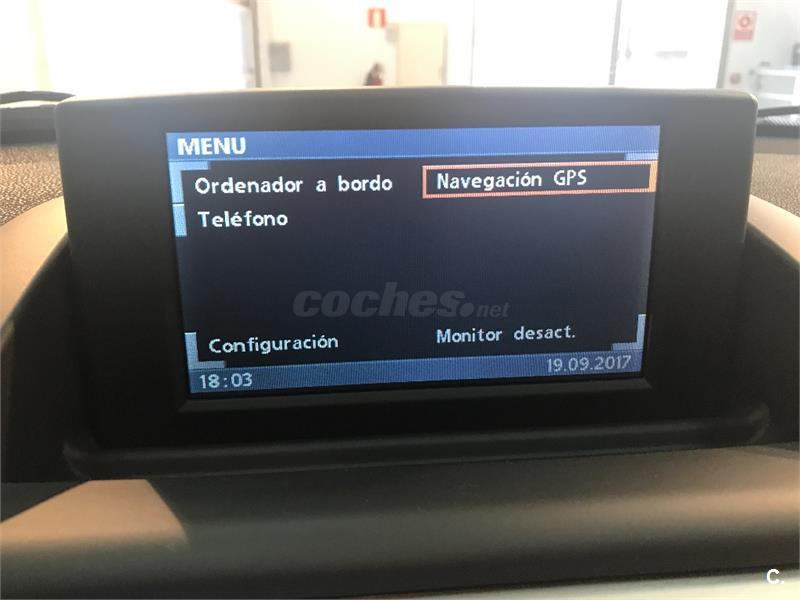 MENU
Ordenador a bordo Navegación GPS
Teléfono
coches.net
Configuración Monitor desact.
18:03 19.09.2017
C.